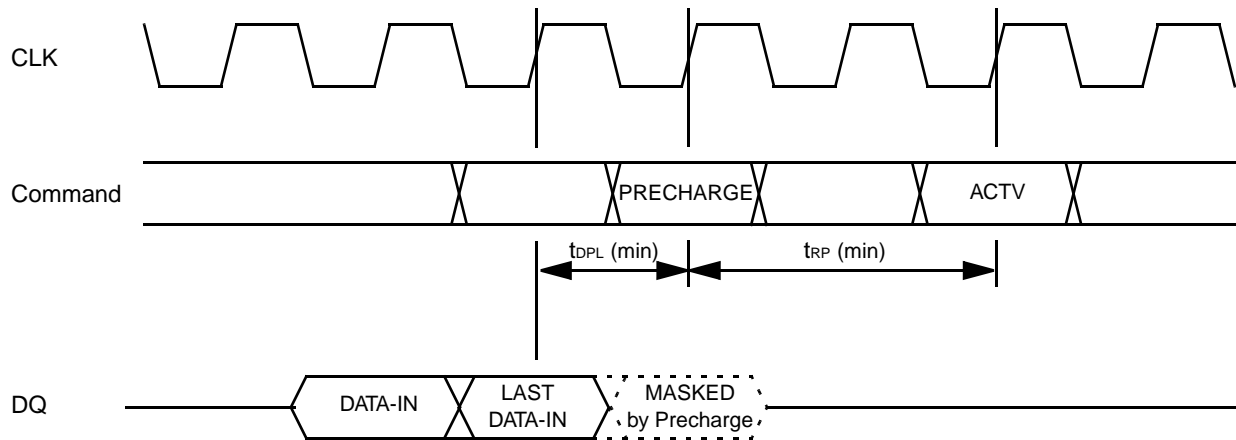 CLK
Command
PRECHARGE
ACTV
tDPL (min)
tRP (min)
DQ
DATA-IN
LAST
DATA-IN
MASKED
by Precharge